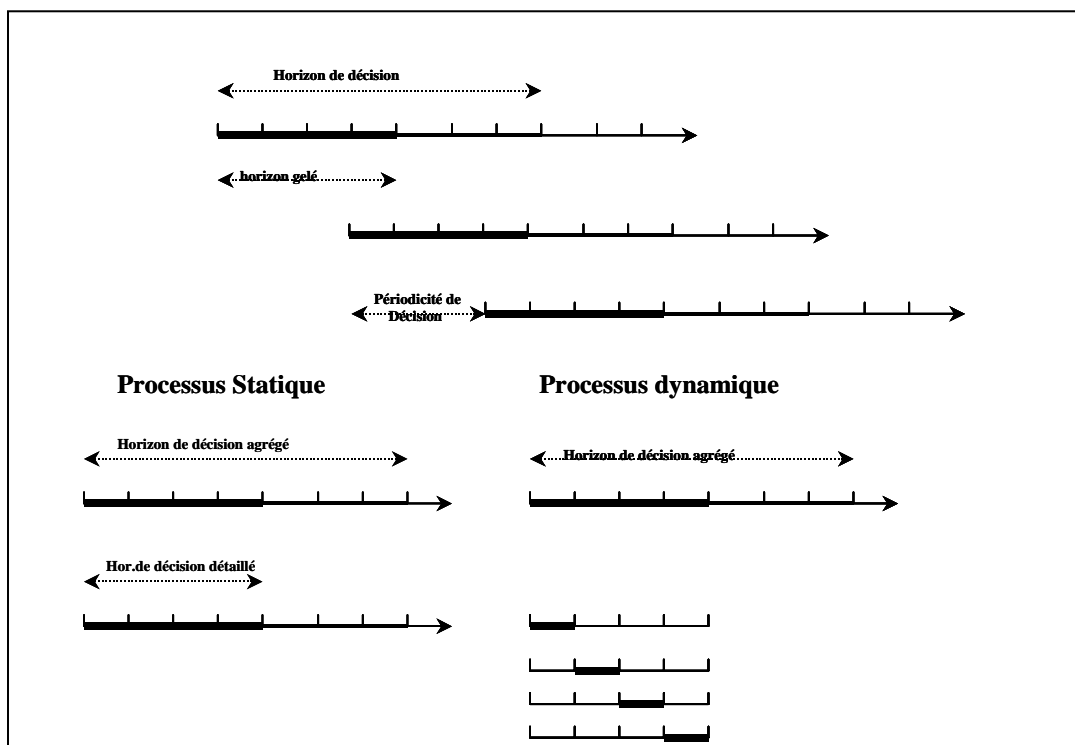 Horizon de décision
horizon gelé
Périodicité de
Décision
Processus Statique
Processus dynamique
Horizon de décision agrégé
Horizon de décision agrégé
Hor.de décision détaillé